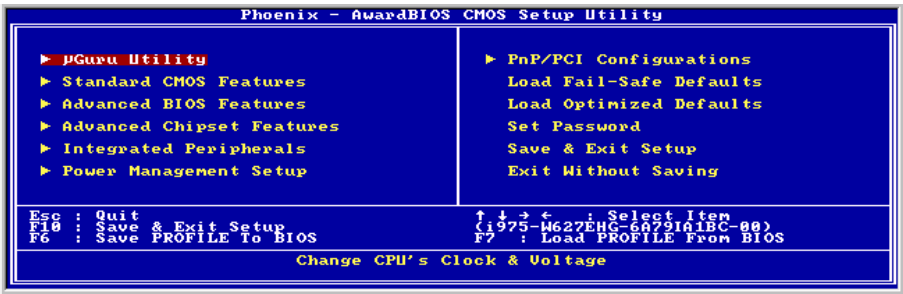 Phoenix - AwardBIOS CMOS Setup Utility
► µGuru Utility
► Standard CMOS Features
► Advanced BIOS Features
► Advanced Chipset Features
► Integrated Peripherals
► Power Management Setup
► PnP/PCI Configurations
Load Fail-Safe Defaults
Load Optimized Defaults
Set Password
Save & Exit Setup
Exit Without Saving
Esc : Quit
F10 : Save & Exit Setup
F6 : Save PROFILE To BIOS
↑ ↓ → ← : Select Item
(i975-W627EHG-6A79IA1BC-00)
F7 : Load PROFILE From BIOS
Change CPU's Clock & Voltage